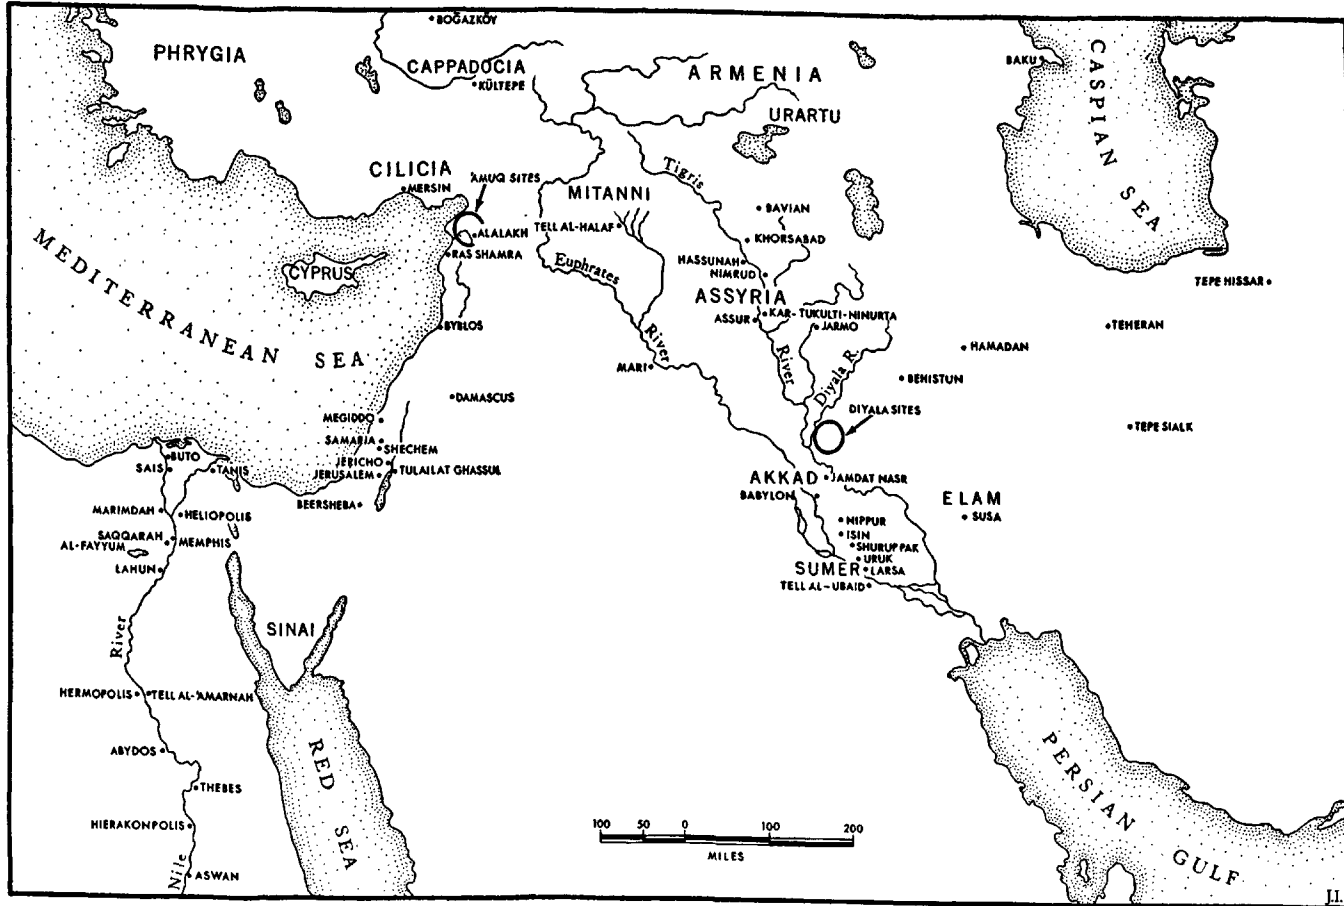 BOĞAZKÖY
PHRYGIA
CAPPADOCIA
KÜLTEPE
ARMENIA
URARTU
BAKU
CASPIAN SEA
CILICIA
MERSIN
'AMUQ SITES
MITANNI
Tigris
BAVIAN
TELL AL-HALAF
ALALAKH
KHORSABAD
RAS SHAMRA
HASSUNAH
NIMRUD
MEDITERRANEAN SEA
CYPRUS
Euphrates
River
TEPE HISSAR
ASSYRIA
KAR-TUKULTI-NINURTA
ASSUR
JARMO
BYBLOS
TEHERAN
River
HAMADAN
MARI
Diyala R.
BEHISTUN
DAMASCUS
DIYALA SITES
MEGIDDO
TEPE SIALK
SAMARIA
SHECHEM
BUTO
JERICHO
SAIS
TANIS
JERUSALEM
TULAILAT GHASSUL
AKKAD
JAMDAT NASR
BABYLON
ELAM
BEERSHEBA
MARIMDAH
HELIOPOLIS
SUSA
NIPPUR
SAQQARAH
ISIN
AL-FAYYUM
MEMPHIS
SHURUPPAK
URUK
LAHUN
SUMER
LARSA
TELL AL-UBAID
River
SINAI
HERMOPOLIS
TELL AL-'AMARNAH
ABYDOS
RED SEA
PERSIAN GULF
THEBES
HIERAKONPOLIS
100 50 0 100 200
MILES
Nile
ASWAN
J.I